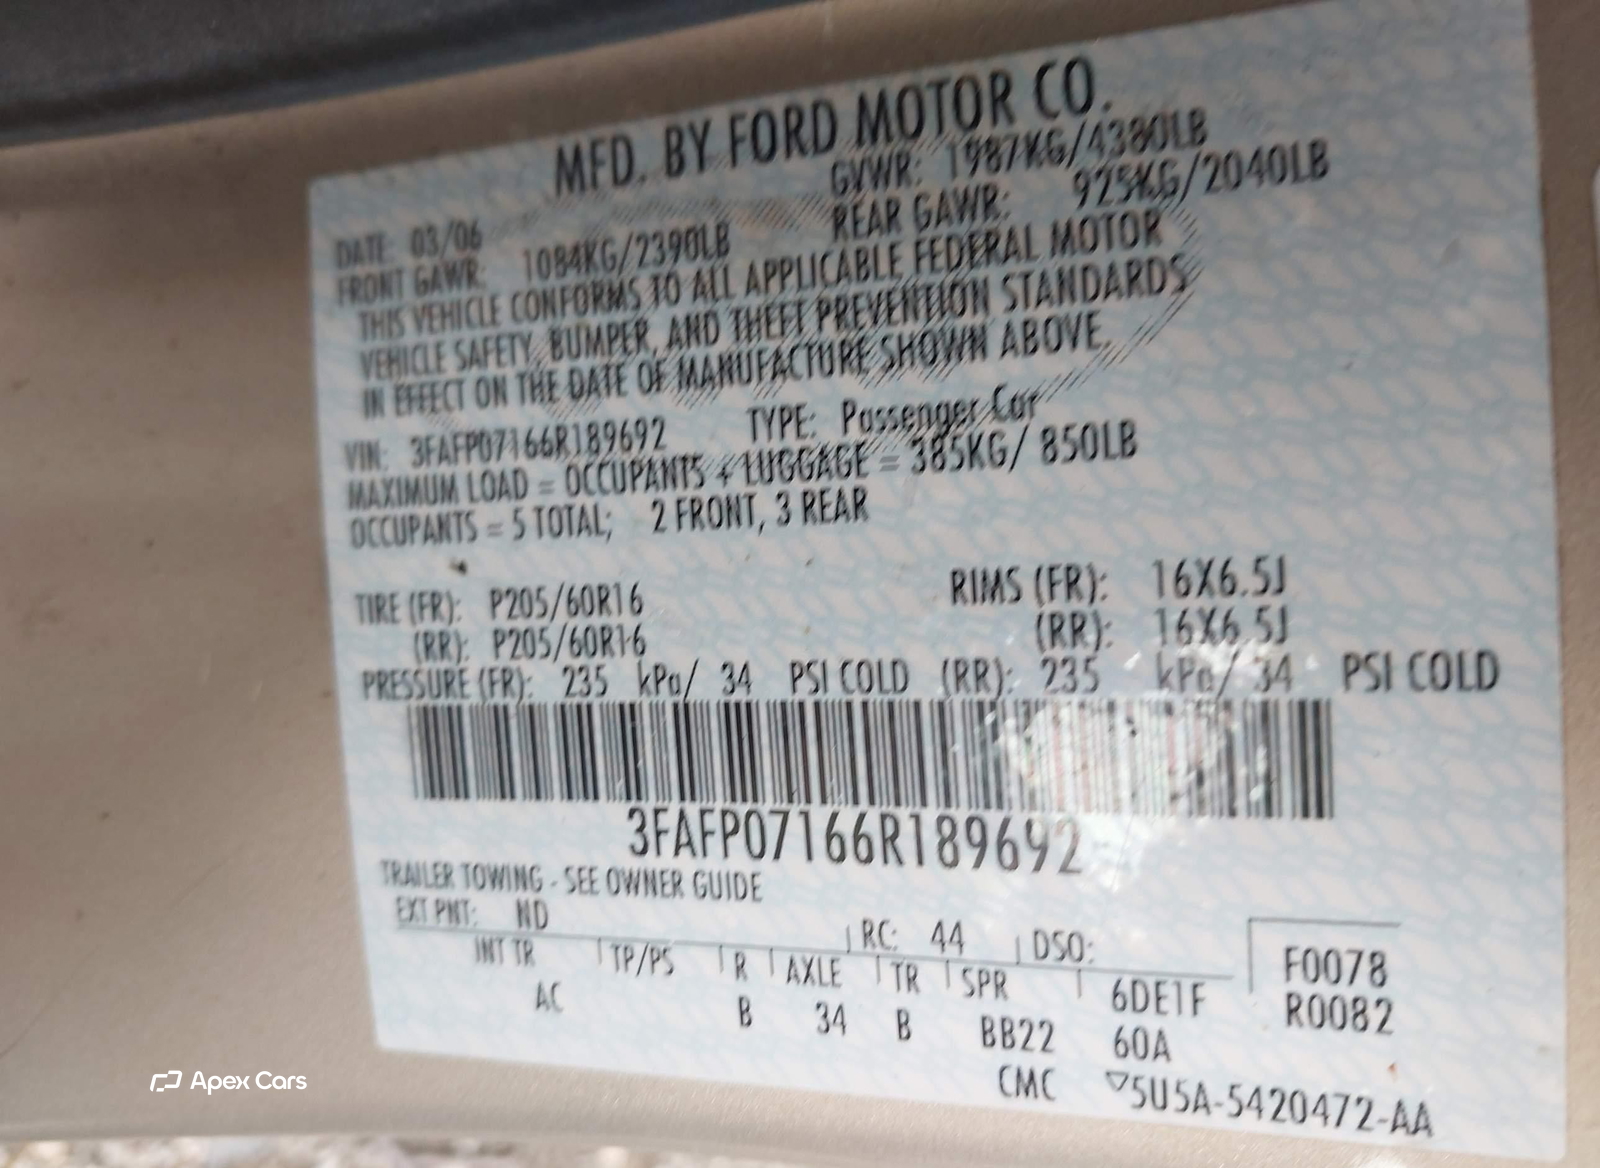 MFD. BY FORD MOTOR CO.
DATE: 03/06 GVWR: 1987KG/4380LB
FRONT GAWR: 1084KG/2390LB REAR GAWR: 925KG/2040LB
THIS VEHICLE CONFORMS TO ALL APPLICABLE FEDERAL MOTOR
VEHICLE SAFETY, BUMPER, AND THEFT PREVENTION STANDARDS
IN EFFECT ON THE DATE OF MANUFACTURE SHOWN ABOVE.
VIN: 3FAFP07166R189692 TYPE: Passenger Car
MAXIMUM LOAD = OCCUPANTS + LUGGAGE = 385KG/ 850LB
OCCUPANTS = 5 TOTAL; 2 FRONT, 3 REAR
TIRE (FR): P205/60R16 RIMS (FR): 16X6.5J
(RR): P205/60R16 (RR): 16X6.5J
PRESSURE (FR): 235 kPa/ 34 PSI COLD (RR): 235 kPa/ 34 PSI COLD
3FAFP07166R189692
TRAILER TOWING - SEE OWNER GUIDE
EXT PNT: ND RC: 44 DSO: F0078
INT TR TP/PS R AXLE TR SPR 6DE1F R0082
AC B 34 B BB22 60A
CMC ▽5U5A-5420472-AA
Apex Cars